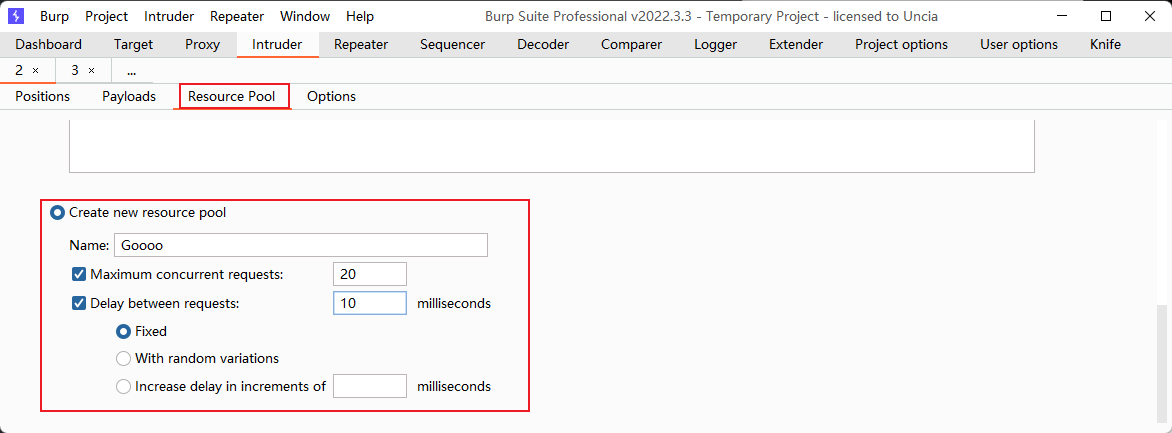 Burp Project Intruder Repeater Window Help Burp Suite Professional v2022.3.3 - Temporary Project - licensed to Uncia
Dashboard Target Proxy Intruder Repeater Sequencer Decoder Comparer Logger Extender Project options User options Knife
2 × 3 × ...
Positions Payloads Resource Pool Options
Create new resource pool
Name: Goooo
Maximum concurrent requests: 20
Delay between requests: 10 milliseconds
Fixed
With random variations
Increase delay in increments of milliseconds